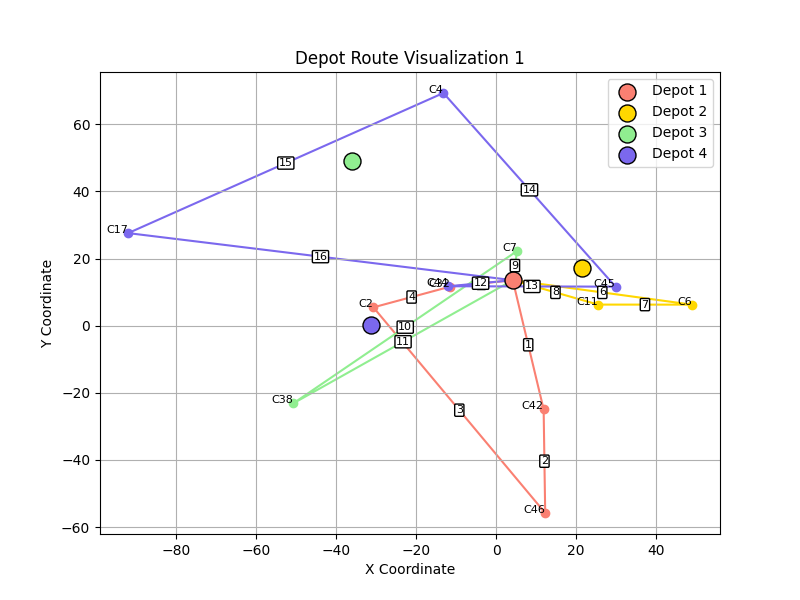 Depot Route Visualization 1
Depot 1
Depot 2
Depot 3
Depot 4
Y Coordinate
60
40
20
0
−20
−40
−60
C4
15
14
C17
16
C7
9
12
13
C45
6
8
C11
7
C6
C2
4
10
11
1
C38
C42
3
2
C46
−80
−60
−40
−20
0
20
40
X Coordinate